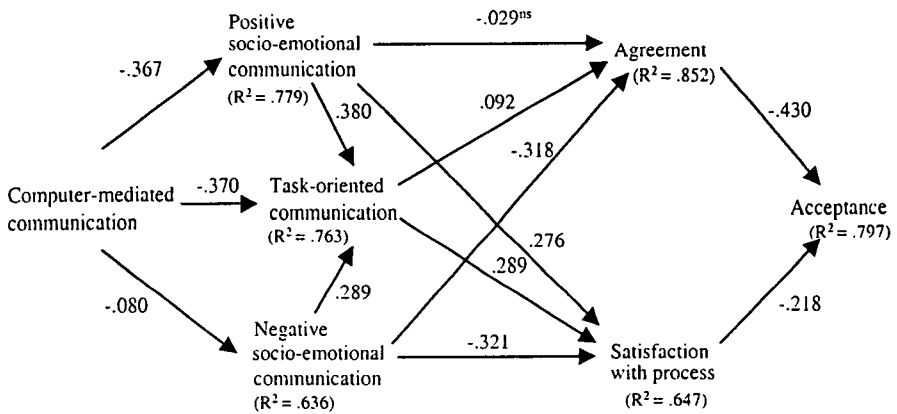 Positive
socio-emotional
communication
(R² = .779)
-.029ⁿˢ
Agreement
(R² = .852)
-.367
.380
.092
-.430
-.318
Computer-mediated
communication
-.370
Task-oriented
communication
(R² = .763)
Acceptance
(R² = .797)
.276
.289
-.080
.289
-.218
Negative
socio-emotional
communication
(R² = .636)
-.321
Satisfaction
with process
(R² = .647)